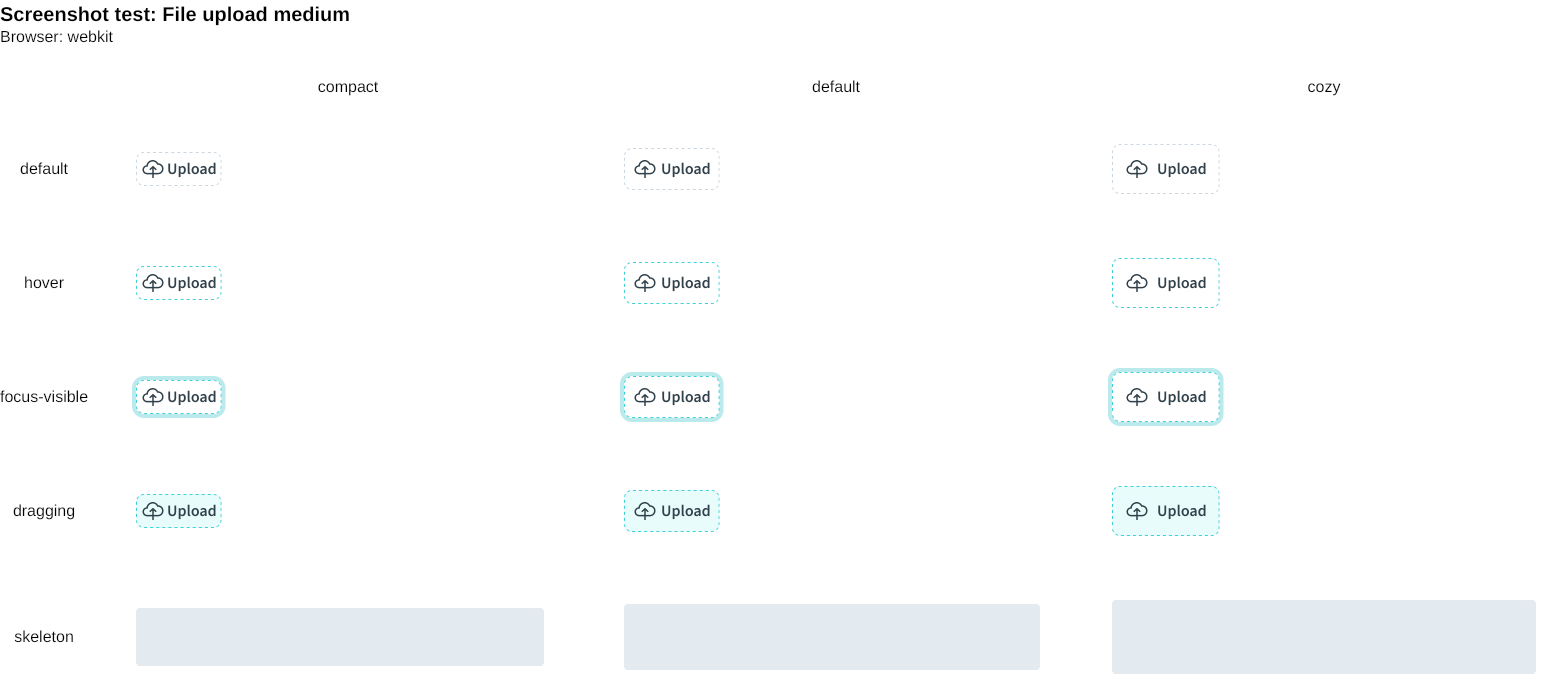 Screenshot test: File upload medium
Browser: webkit
compact default cozy
default Upload Upload Upload
hover Upload Upload Upload
focus-visible Upload Upload Upload
dragging Upload Upload Upload
skeleton